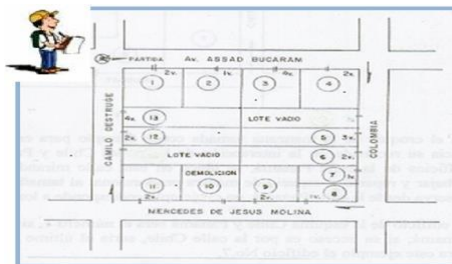 PARTIDA AV. ASSAD BUCARAM
2v. 1v. 4v. 2v.
1 2 3 4
CAMILO DESTRUGE
4v. 13 LOTE VACIO
2v. 12 5 3v.
COLOMBIA
LOTE VACIO 6 2v.
DEMOLICION 7 1v.
11 10 9 8
2v. 2v. 1v.
MERCEDES DE JESUS MOLINA